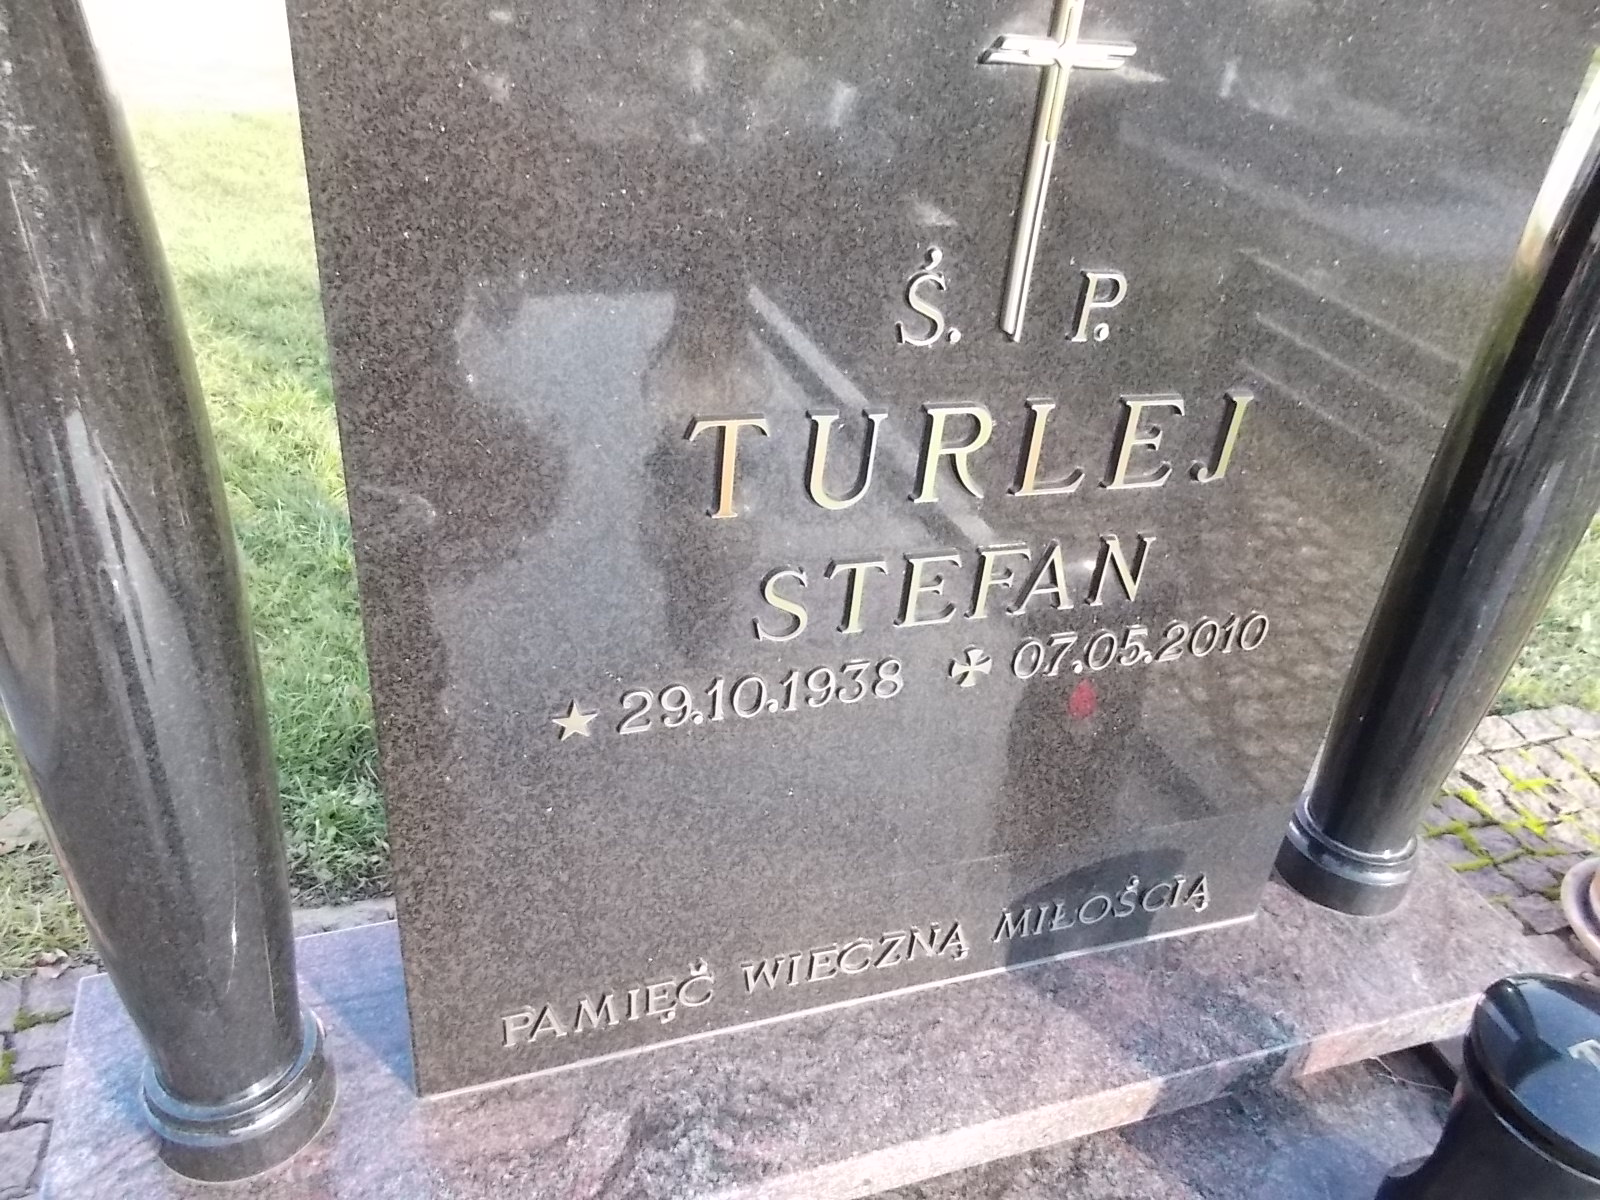 Ś. P.
TURLEJ
STEFAN
29.10.1938 07.05.2010
PAMIĘĆ WIECZNĄ MIŁOŚCIĄ